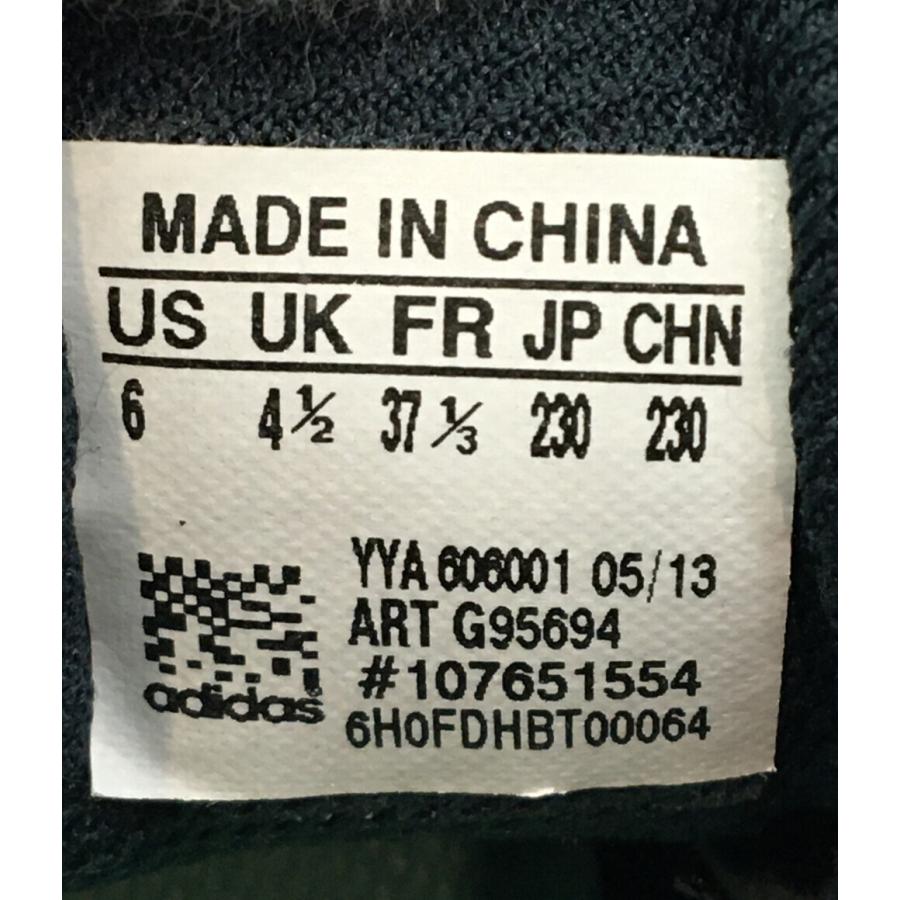 MADE IN CHINA
US UK FR JP CHN
6 4½ 37⅓ 230 230
YYA 606001 05/13
ART G95694
#107651554
adidas 6H0FDHBT00064